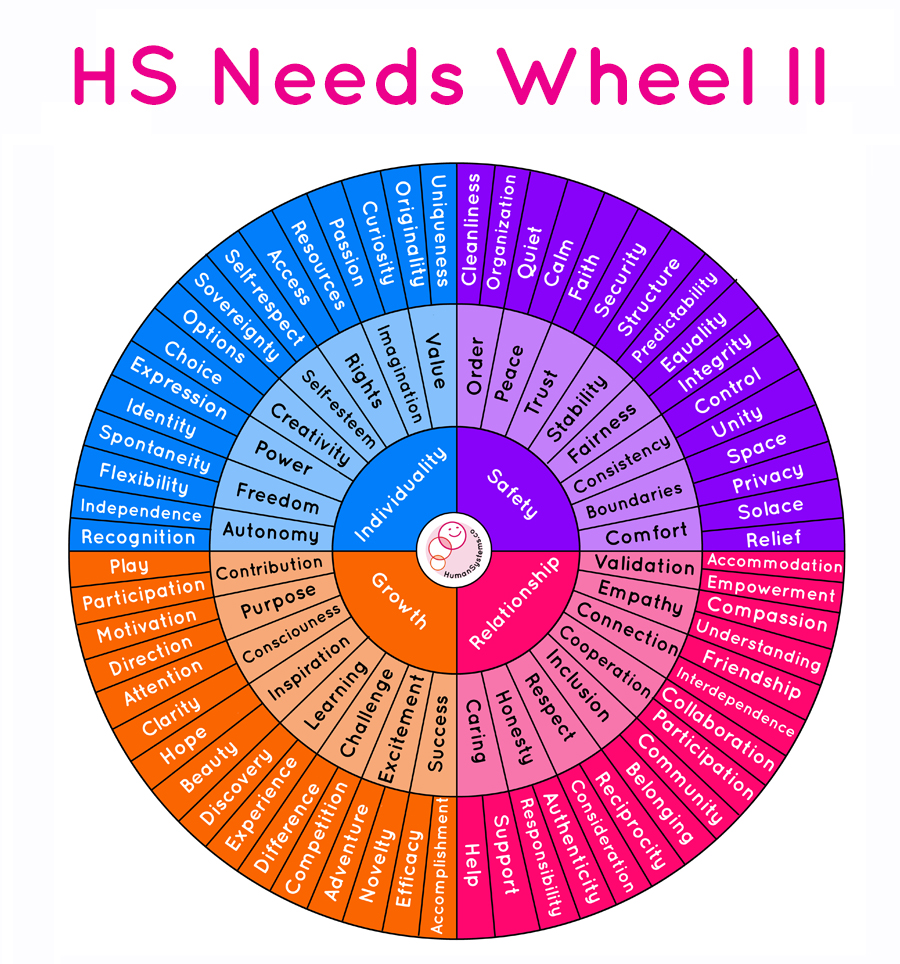 HS Needs Wheel II
Safety
Order
Peace
Trust
Stability
Fairness
Consistency
Boundaries
Comfort
Cleanliness
Organization
Quiet
Calm
Faith
Security
Structure
Predictability
Equality
Integrity
Control
Unity
Space
Privacy
Solace
Relief
Relationship
Validation
Empathy
Connection
Cooperation
Inclusion
Respect
Honesty
Caring
Accommodation
Empowerment
Compassion
Understanding
Friendship
Interdependence
Collaboration
Participation
Community
Belonging
Reciprocity
Consideration
Authenticity
Responsibility
Support
Help
Growth
Success
Excitement
Challenge
Learning
Inspiration
Consciousness
Purpose
Contribution
Accomplishment
Efficacy
Novelty
Adventure
Competition
Difference
Experience
Discovery
Beauty
Hope
Clarity
Attention
Direction
Motivation
Participation
Play
Individuality
Autonomy
Freedom
Power
Creativity
Self-esteem
Rights
Imagination
Value
Recognition
Independence
Flexibility
Spontaneity
Identity
Expression
Choice
Options
Sovereignty
Self-respect
Access
Resources
Passion
Curiosity
Originality
Uniqueness
HumanSystems.co